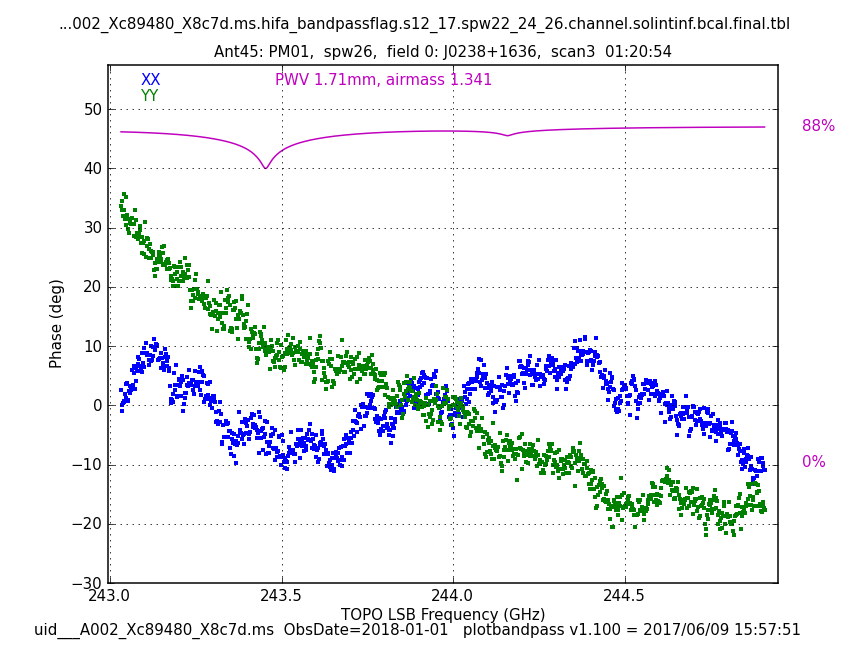 ...002_Xc89480_X8c7d.ms.hifa_bandpassflag.s12_17.spw22_24_26.channel.solintinf.bcal.final.tbl
Ant45: PM01,  spw26,  field 0: J0238+1636,  scan3  01:20:54
XX
YY
PWV 1.71mm, airmass 1.341
88%
0%
50
40
30
20
10
0
−10
−20
−30
Phase (deg)
243.0
243.5
244.0
244.5
TOPO LSB Frequency (GHz)
uid___A002_Xc89480_X8c7d.ms  ObsDate=2018-01-01   plotbandpass v1.100 = 2017/06/09 15:57:51